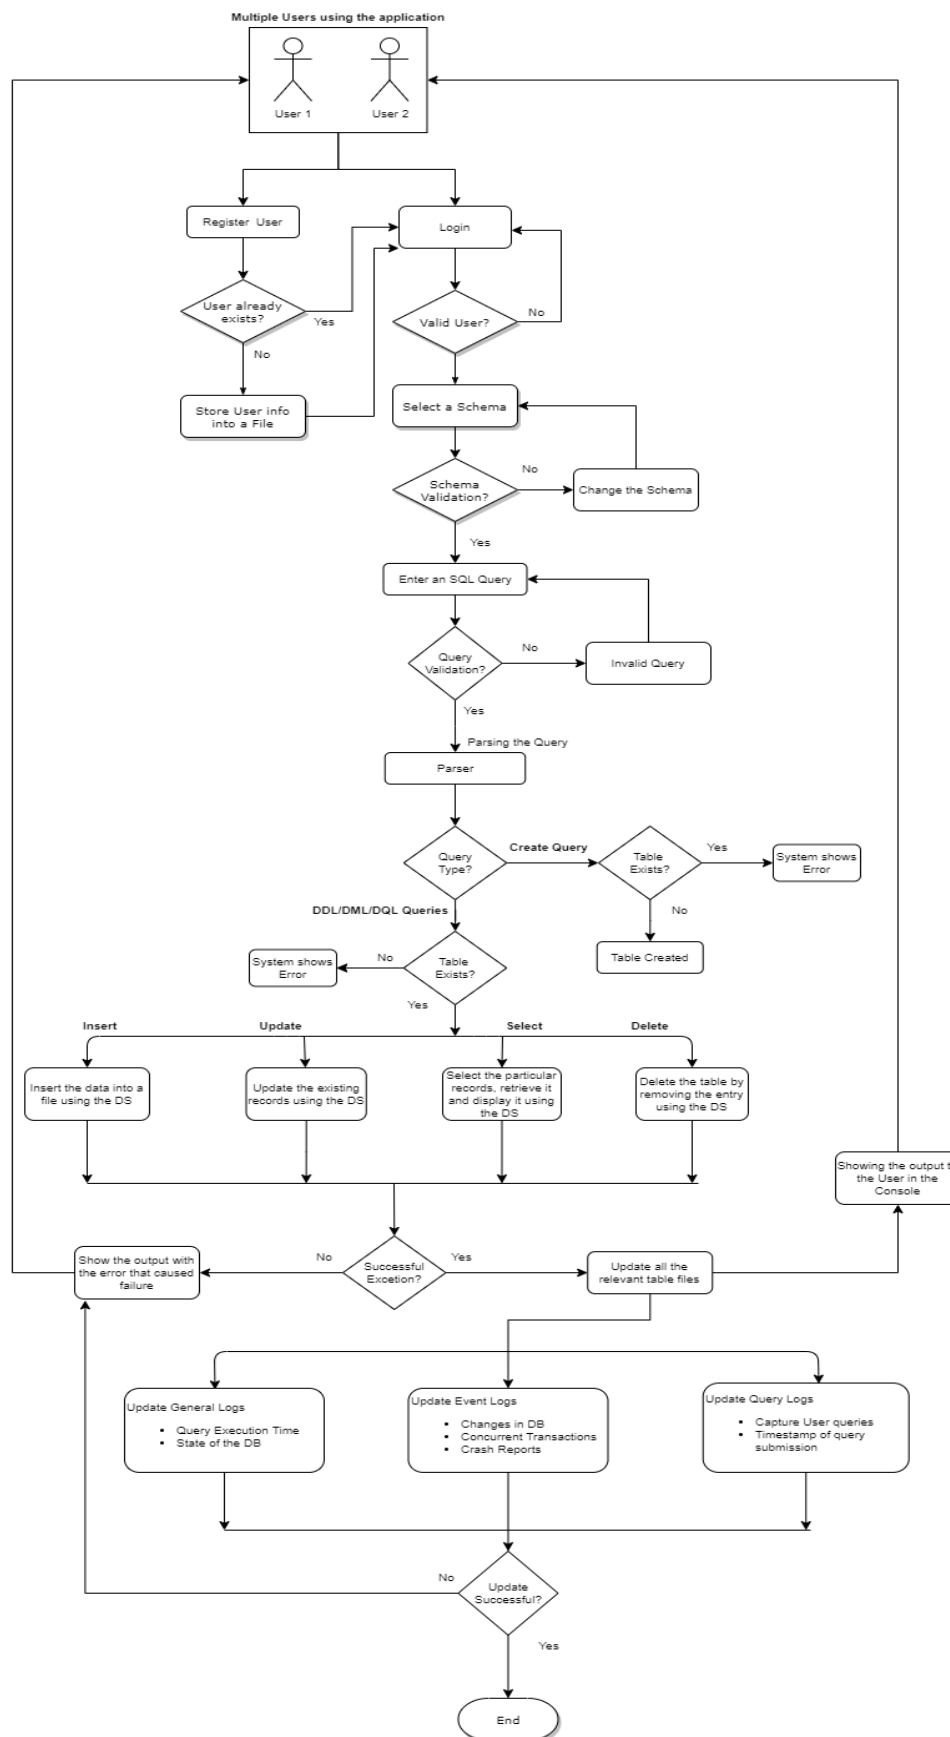 Multiple Users using the application
User 1
User 2
Register User
Login
User already
exists?
Yes
No
Valid User?
No
Store User info
into a File
Select a Schema
Schema
Validation?
No
Change the Schema
Yes
Enter an SQL Query
Query
Validation?
No
Invalid Query
Yes
Parsing the Query
Parser
Query
Type?
Create Query
Table
Exists?
Yes
System shows
Error
No
Table Created
DDL/DML/DQL Queries
Table
Exists?
No
System shows
Error
Yes
Insert
Update
Select
Delete
Insert the data into a
file using the DS
Update the existing
records using the DS
Select the particular
records, retrieve it
and display it using
the DS
Delete the table by
removing the entry
using the DS
Showing the output t
the User in the
Console
Successful
Excetion?
No
Yes
Show the output with
the error that caused
failure
Update all the
relevant table files
Update General Logs
• Query Execution Time
• State of the DB
Update Event Logs
• Changes in DB
• Concurrent Transactions
• Crash Reports
Update Query Logs
• Capture User queries
• Timestamp of query
submission
Update
Successful?
No
Yes
End